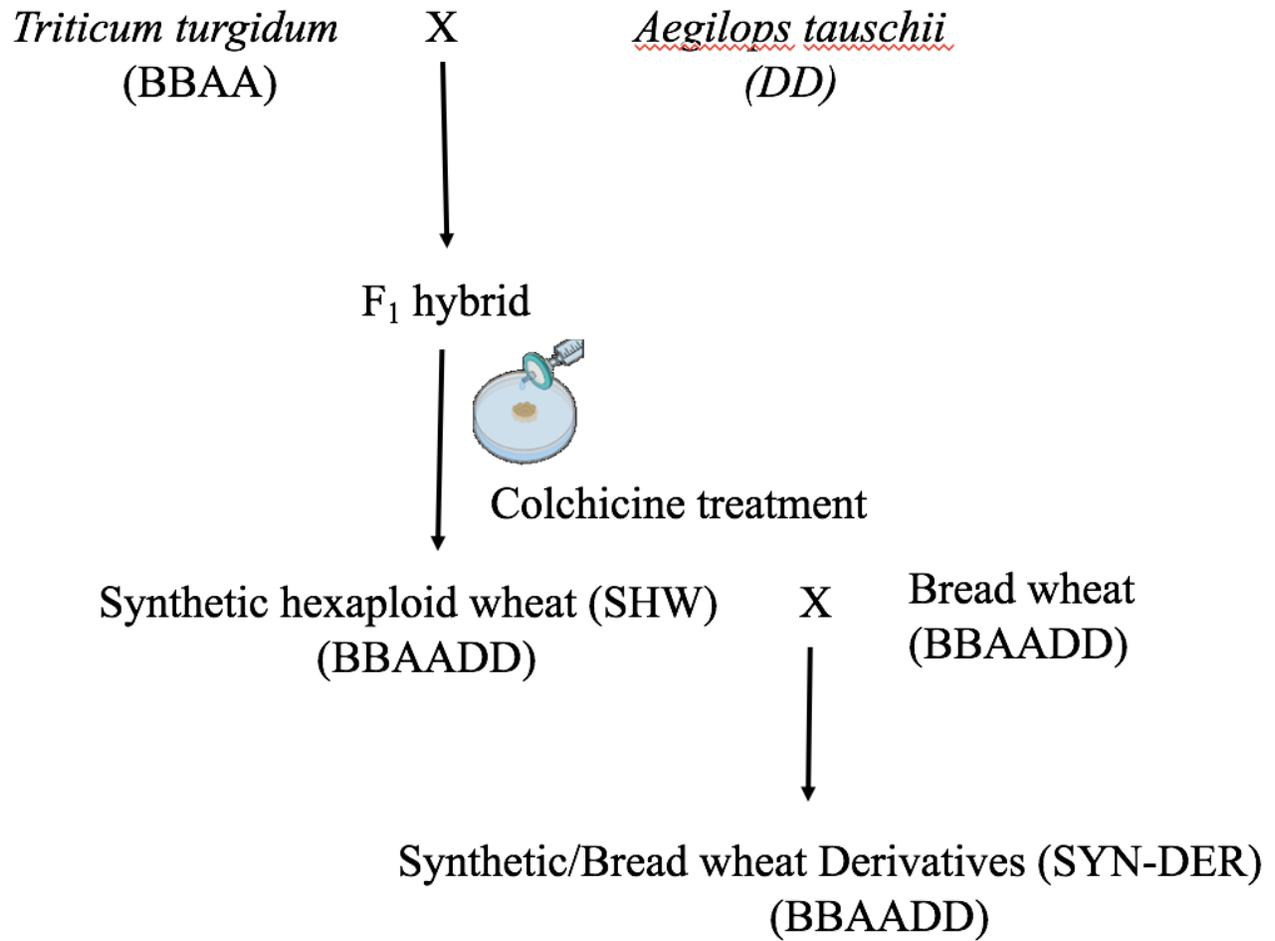 Triticum turgidum X Aegilops tauschii
(BBAA) (DD)
F₁ hybrid
Colchicine treatment
Synthetic hexaploid wheat (SHW) X Bread wheat
(BBAADD) (BBAADD)
Synthetic/Bread wheat Derivatives (SYN-DER)
(BBAADD)